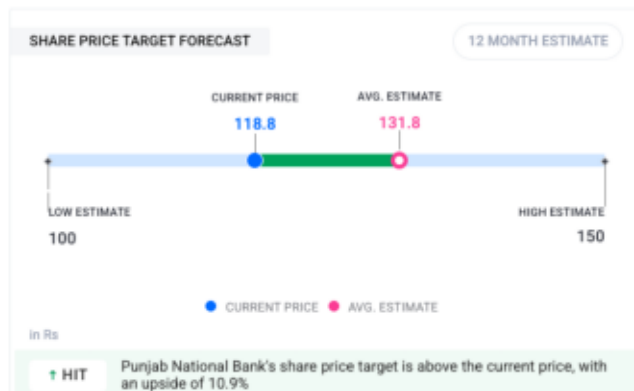 SHARE PRICE TARGET FORECAST
12 MONTH ESTIMATE
CURRENT PRICE
AVG. ESTIMATE
118.8
131.8
LOW ESTIMATE
HIGH ESTIMATE
100
150
CURRENT PRICE
AVG. ESTIMATE
in Rs
↑ HIT
Punjab National Bank's share price target is above the current price, with
an upside of 10.9%